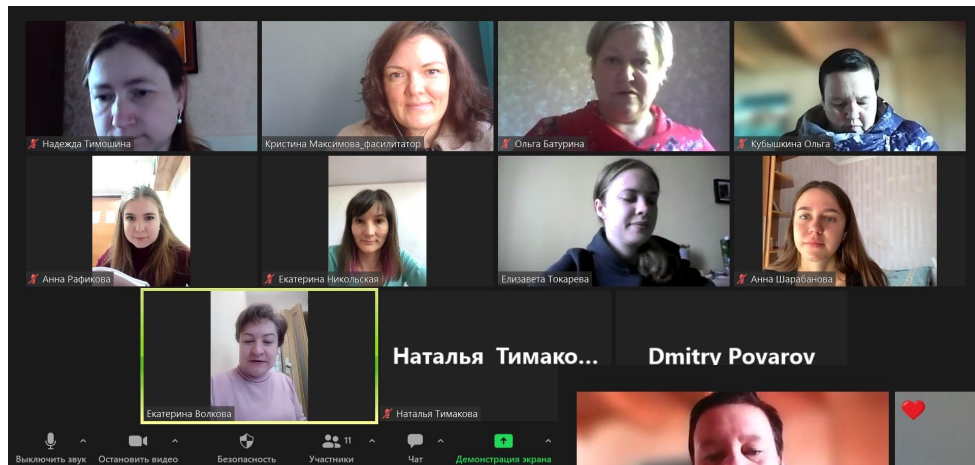 Надежда Тимошина
Кристина Максимова_фасилитатор
Ольга Батурина
Кубышкина Ольга
Анна Рафикова
Екатерина Никольская
Елизавета Токарева
Анна Шарабанова
Екатерина Волкова
Наталья Тимако...
Наталья Тимакова
Dmitry Povarov
Выключить звук
Остановить видео
Безопасность
11
Участники
Чат
Демонстрация экрана